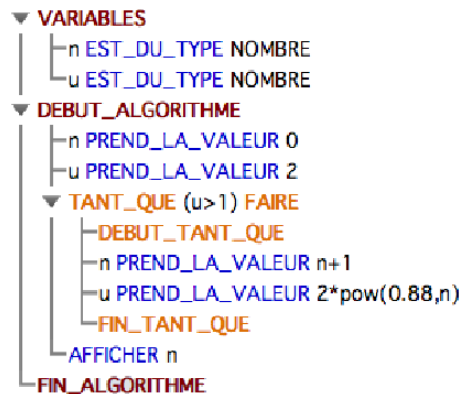 VARIABLES
n EST_DU_TYPE NOMBRE
u EST_DU_TYPE NOMBRE
DEBUT_ALGORITHME
n PREND_LA_VALEUR 0
u PREND_LA_VALEUR 2
TANT_QUE (u>1) FAIRE
DEBUT_TANT_QUE
n PREND_LA_VALEUR n+1
u PREND_LA_VALEUR 2*pow(0.88,n)
FIN_TANT_QUE
AFFICHER n
FIN_ALGORITHME